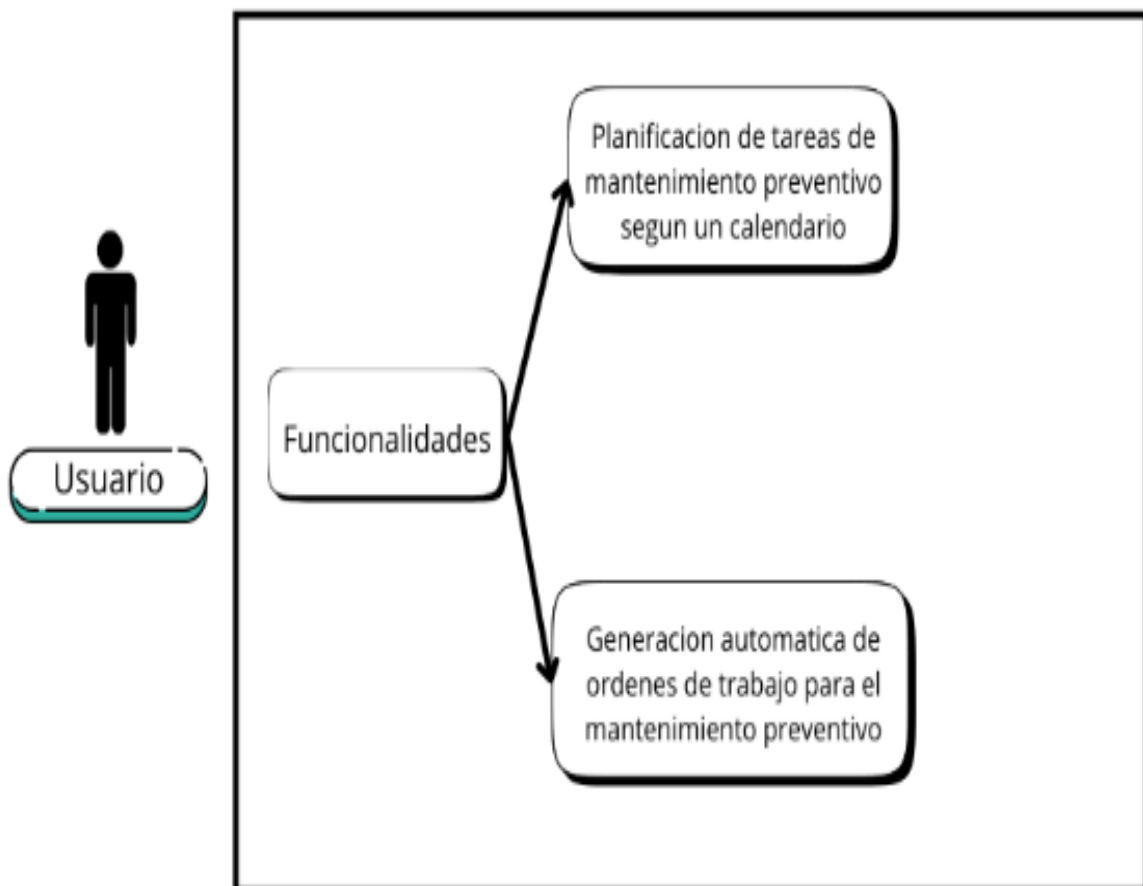 Planificacion de tareas de
mantenimiento preventivo
segun un calendario
Usuario
Funcionalidades
Generacion automatica de
ordenes de trabajo para el
mantenimiento preventivo